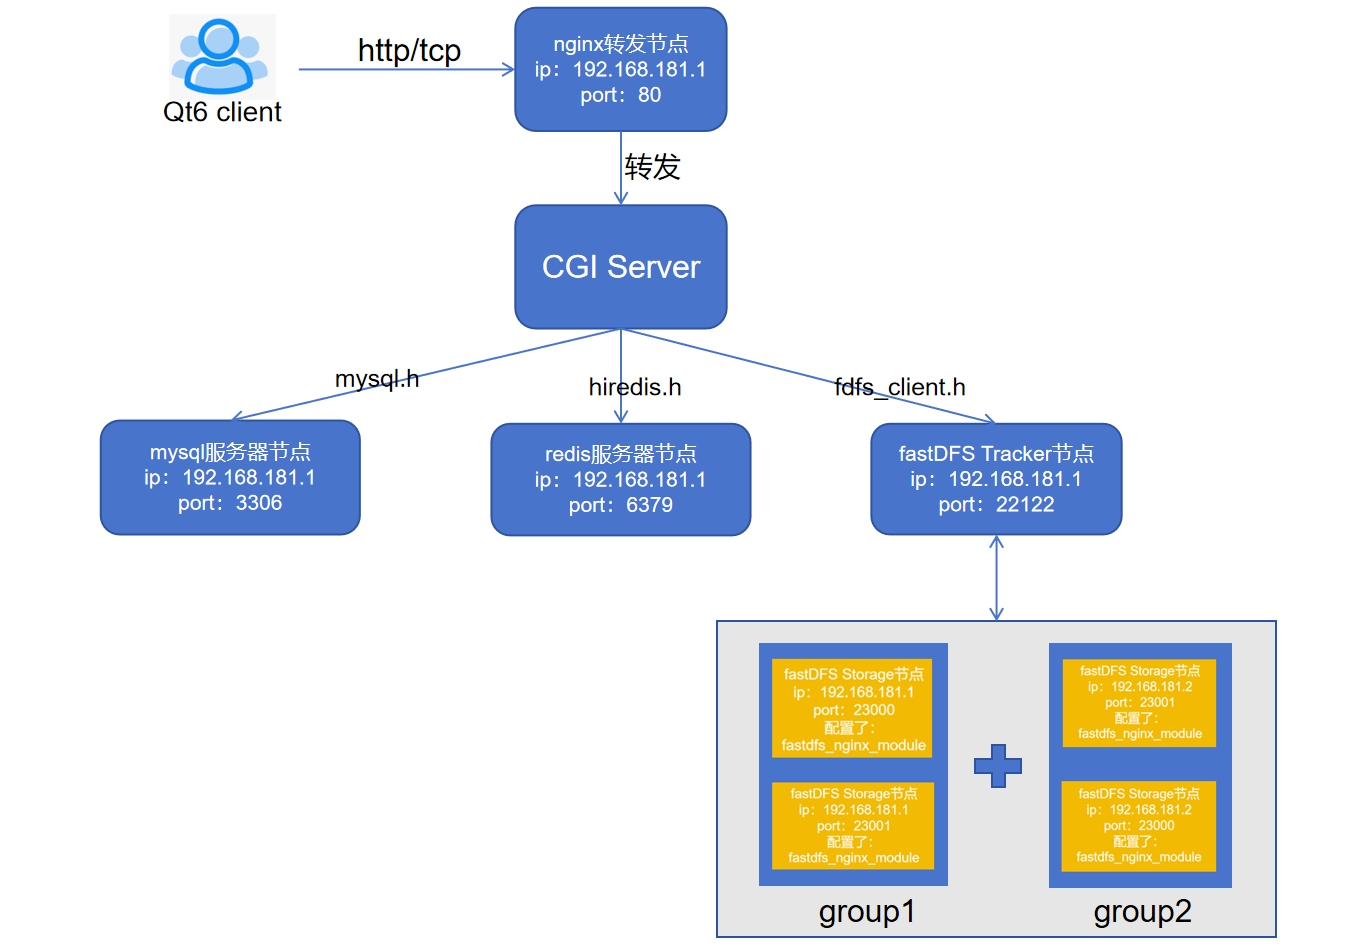 Qt6 client
http/tcp
nginx转发节点
ip：192.168.181.1
port：80
转发
CGI Server
mysql.h
hiredis.h
fdfs_client.h
mysql服务器节点
ip：192.168.181.1
port：3306
redis服务器节点
ip：192.168.181.1
port：6379
fastDFS Tracker节点
ip：192.168.181.1
port：22122
fastDFS Storage节点
ip：192.168.181.1
port：23000
配置了：
fastdfs_nginx_module
fastDFS Storage节点
ip：192.168.181.1
port：23001
配置了：
fastdfs_nginx_module
group1
fastDFS Storage节点
ip：192.168.181.2
port：23001
配置了：
fastdfs_nginx_module
fastDFS Storage节点
ip：192.168.181.2
port：23000
配置了：
fastdfs_nginx_module
group2